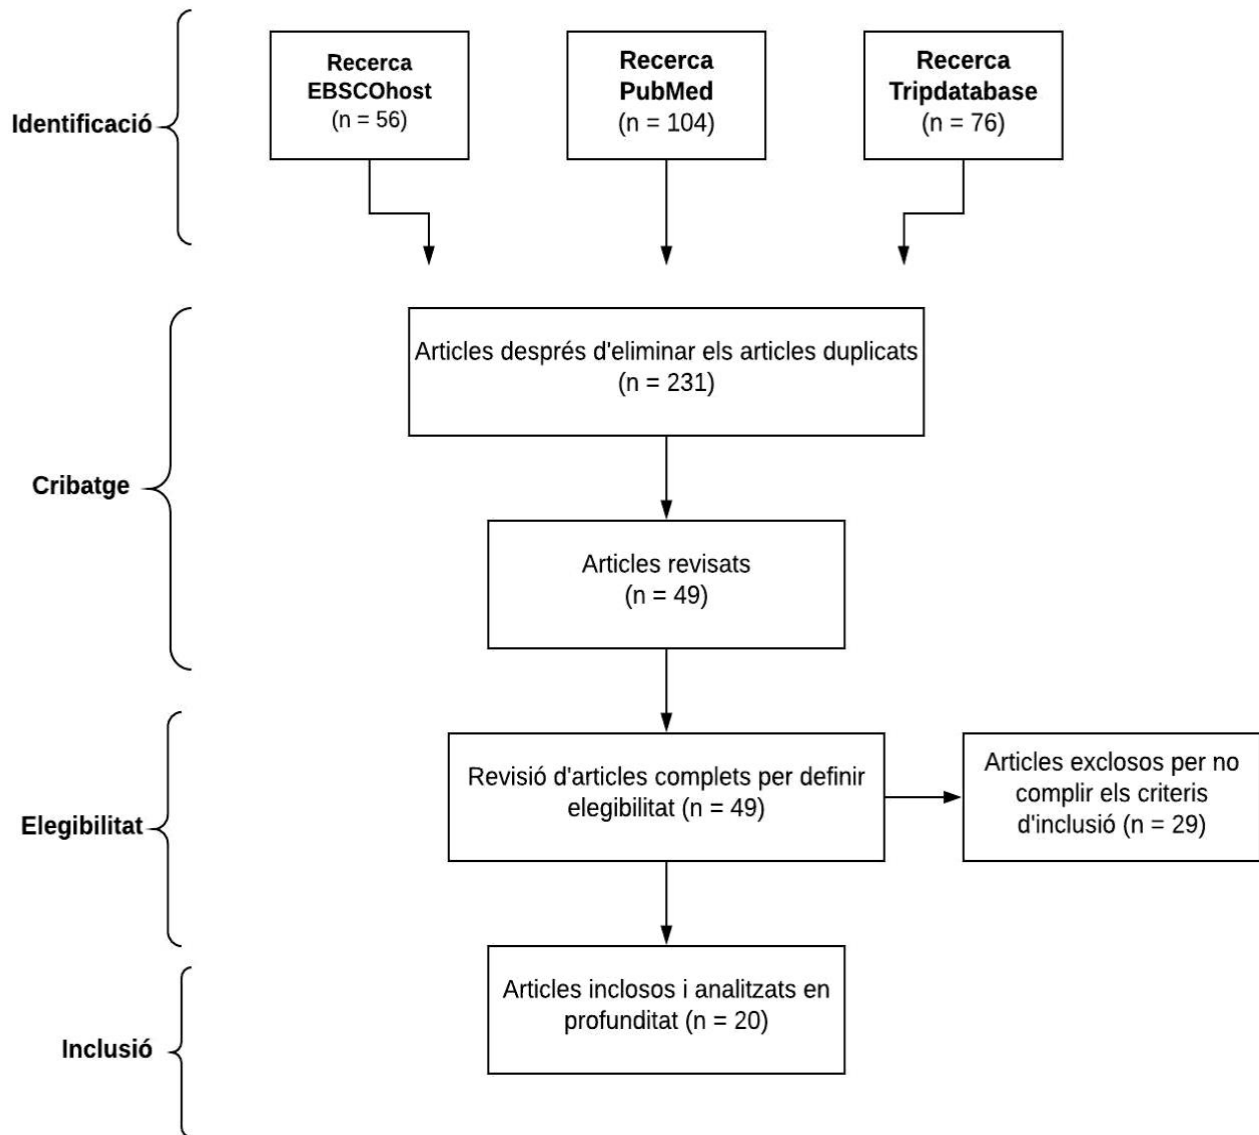 Identificació
Recerca
EBSCOhost
(n = 56)
Recerca
PubMed
(n = 104)
Recerca
Tripdatabase
(n = 76)
Cribatge
Articles després d'eliminar els articles duplicats
(n = 231)
Articles revisats
(n = 49)
Elegibilitat
Revisió d'articles complets per definir
elegibilitat (n = 49)
Articles exclosos per no
complir els criteris
d'inclusió (n = 29)
Inclusió
Articles inclosos i analitzats en
profunditat (n = 20)